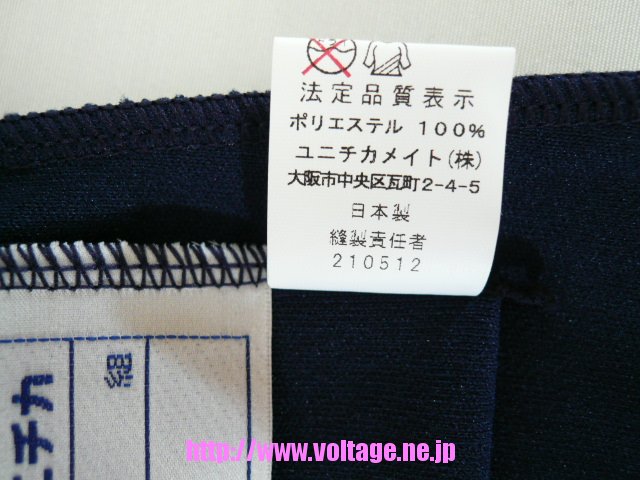 法定品質表示
ポリエステル 100%
ユニチカメイト(株)
大阪市中央区瓦町2-4-5
日本製
縫製責任者
210512
チカ
http://www.voltage.ne.jp